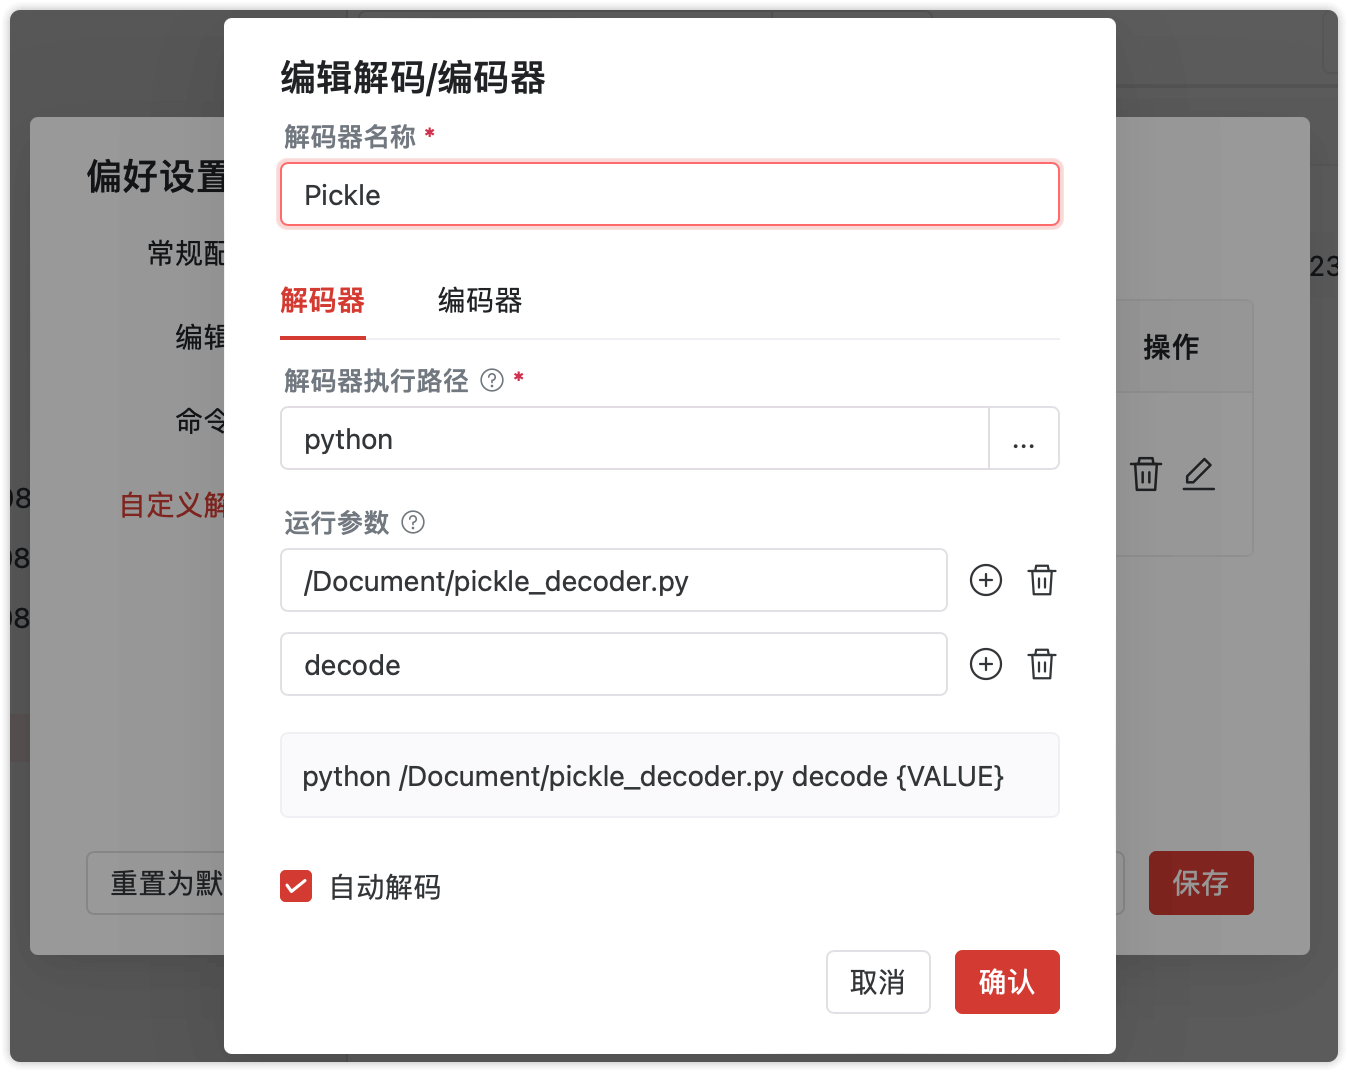 编辑解码/编码器
解码器名称 *
Pickle
解码器 编码器
解码器执行路径 ? *
python ...
运行参数 ?
/Document/pickle_decoder.py
decode
python /Document/pickle_decoder.py decode {VALUE}
自动解码
取消 确认
偏好设置
常规配
编辑
命令
自定义解
重置为默
操作
保存
23
98
98
98